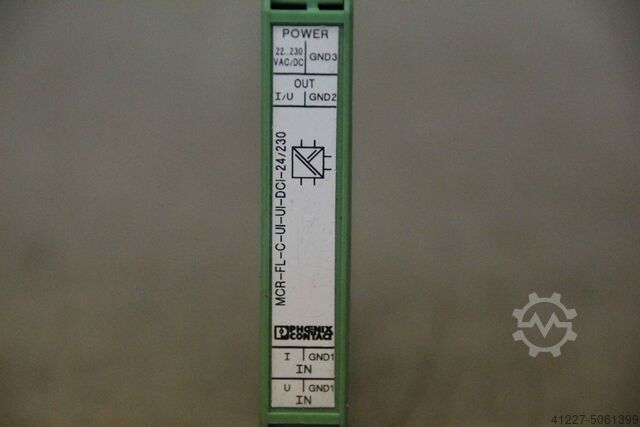 POWER
22..230 VAC/DC GND3
OUT
I/U GND2
MCR-FL-C-UI-UI-DCI-24/230
PHŒNIX
CONTACT
I GND1
IN
U GND1
IN
41227-5061399